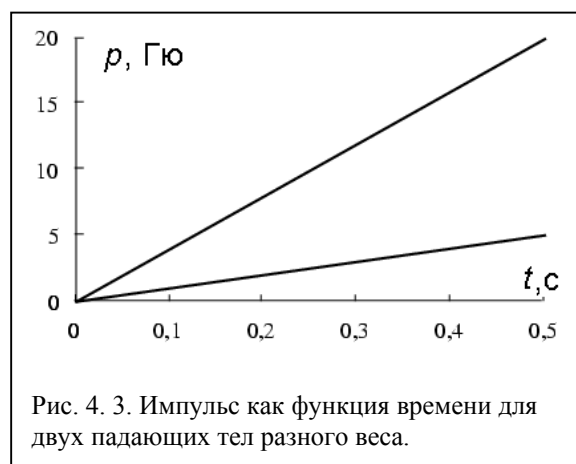 20
p, Гю
15
10
5
t,с
0
0 0,1 0,2 0,3 0,4 0,5
Рис. 4. 3. Импульс как функция времени для
двух падающих тел разного веса.